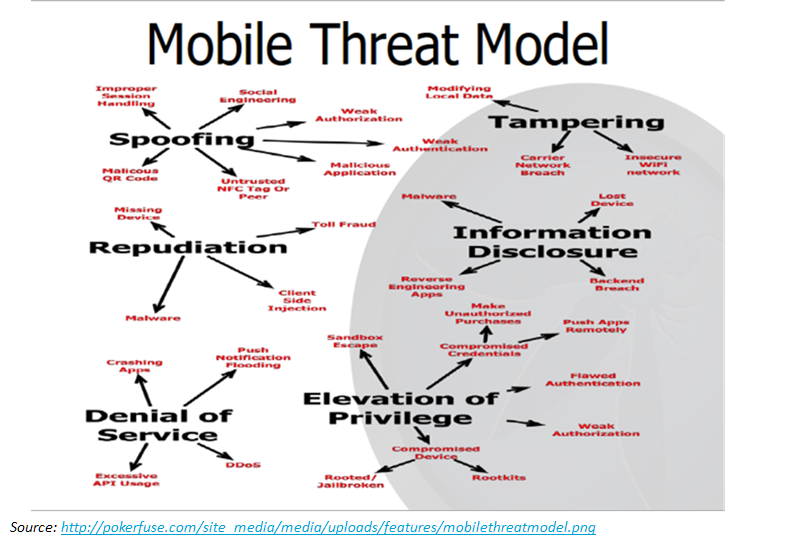 Mobile Threat Model
Improper
Session
Handling
Social
Engineering
Weak
Authorization
Spoofing
Weak
Authentication
Malicous
QR Code
Untrusted
NFC Tag Or
Peer
Malicious
Application
Modifying
Local Data
Tampering
Carrier
Network
Breach
Insecure
WiFi
network
Missing
Device
Toll Fraud
Repudiation
Client
Side
Injection
Malware
Malware
Lost
Device
Information
Disclosure
Reverse
Engineering
Apps
Backend
Breach
Crashing
Apps
Push
Notification
Flooding
Denial of
Service
Excessive
API Usage
DDoS
Make
Unauthorized
Purchases
Sandbox
Escape
Compromised
Credentials
Push Apps
Remotely
Flawed
Authentication
Elevation of
Privilege
Weak
Authorization
Compromised
Device
Rooted/
Jailbroken
Rootkits
Source: http://pokerfuse.com/site_media/media/uploads/features/mobilethreatmodel.png